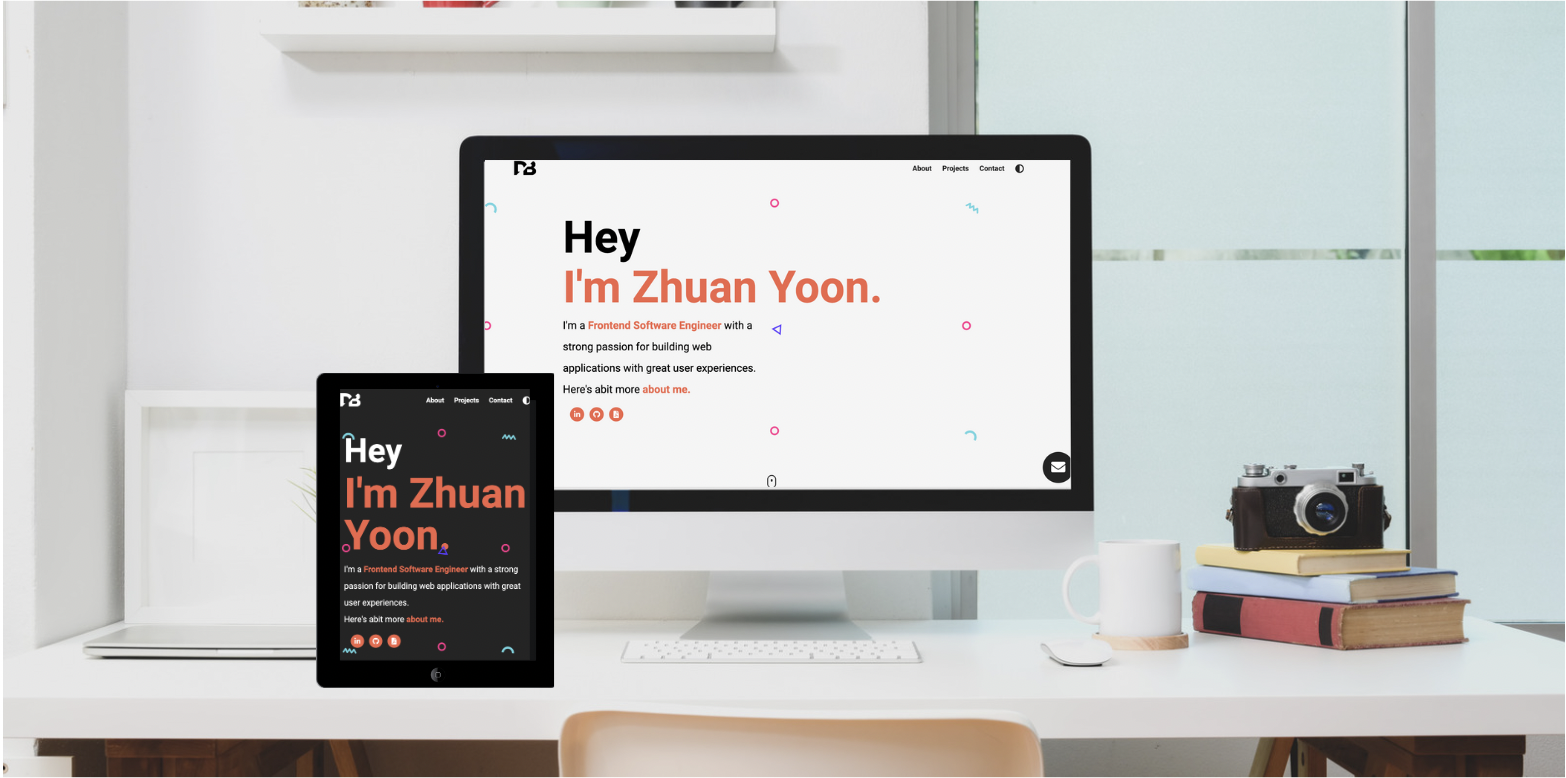 About Projects Contact
Hey
I'm Zhuan Yoon.
I'm a Frontend Software Engineer with a
strong passion for building web
applications with great user experiences.
Here's abit more about me.
in
About Projects Contact
Hey
I'm Zhuan
Yoon.
I'm a Frontend Software Engineer with a strong
passion for building web applications with great
user experiences.
Here's abit more about me.
in